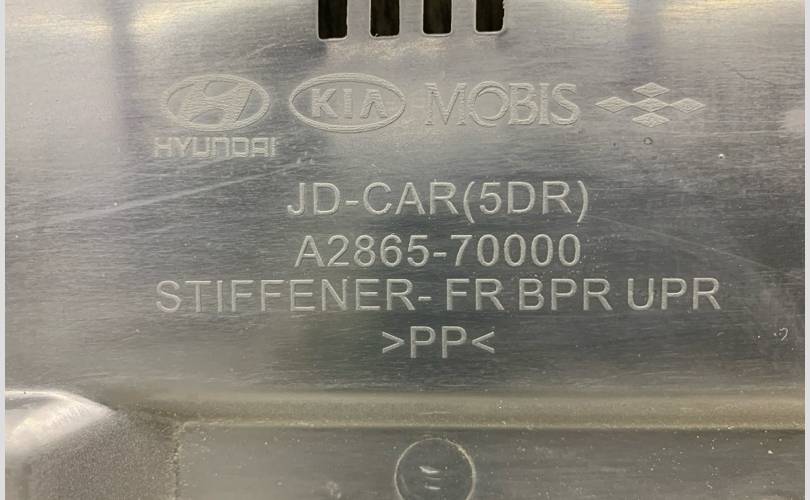 KIA MOBIS
HYUNDAI
JD-CAR(5DR)
A2865-70000
STIFFENER- FR BPR UPR
>PP<